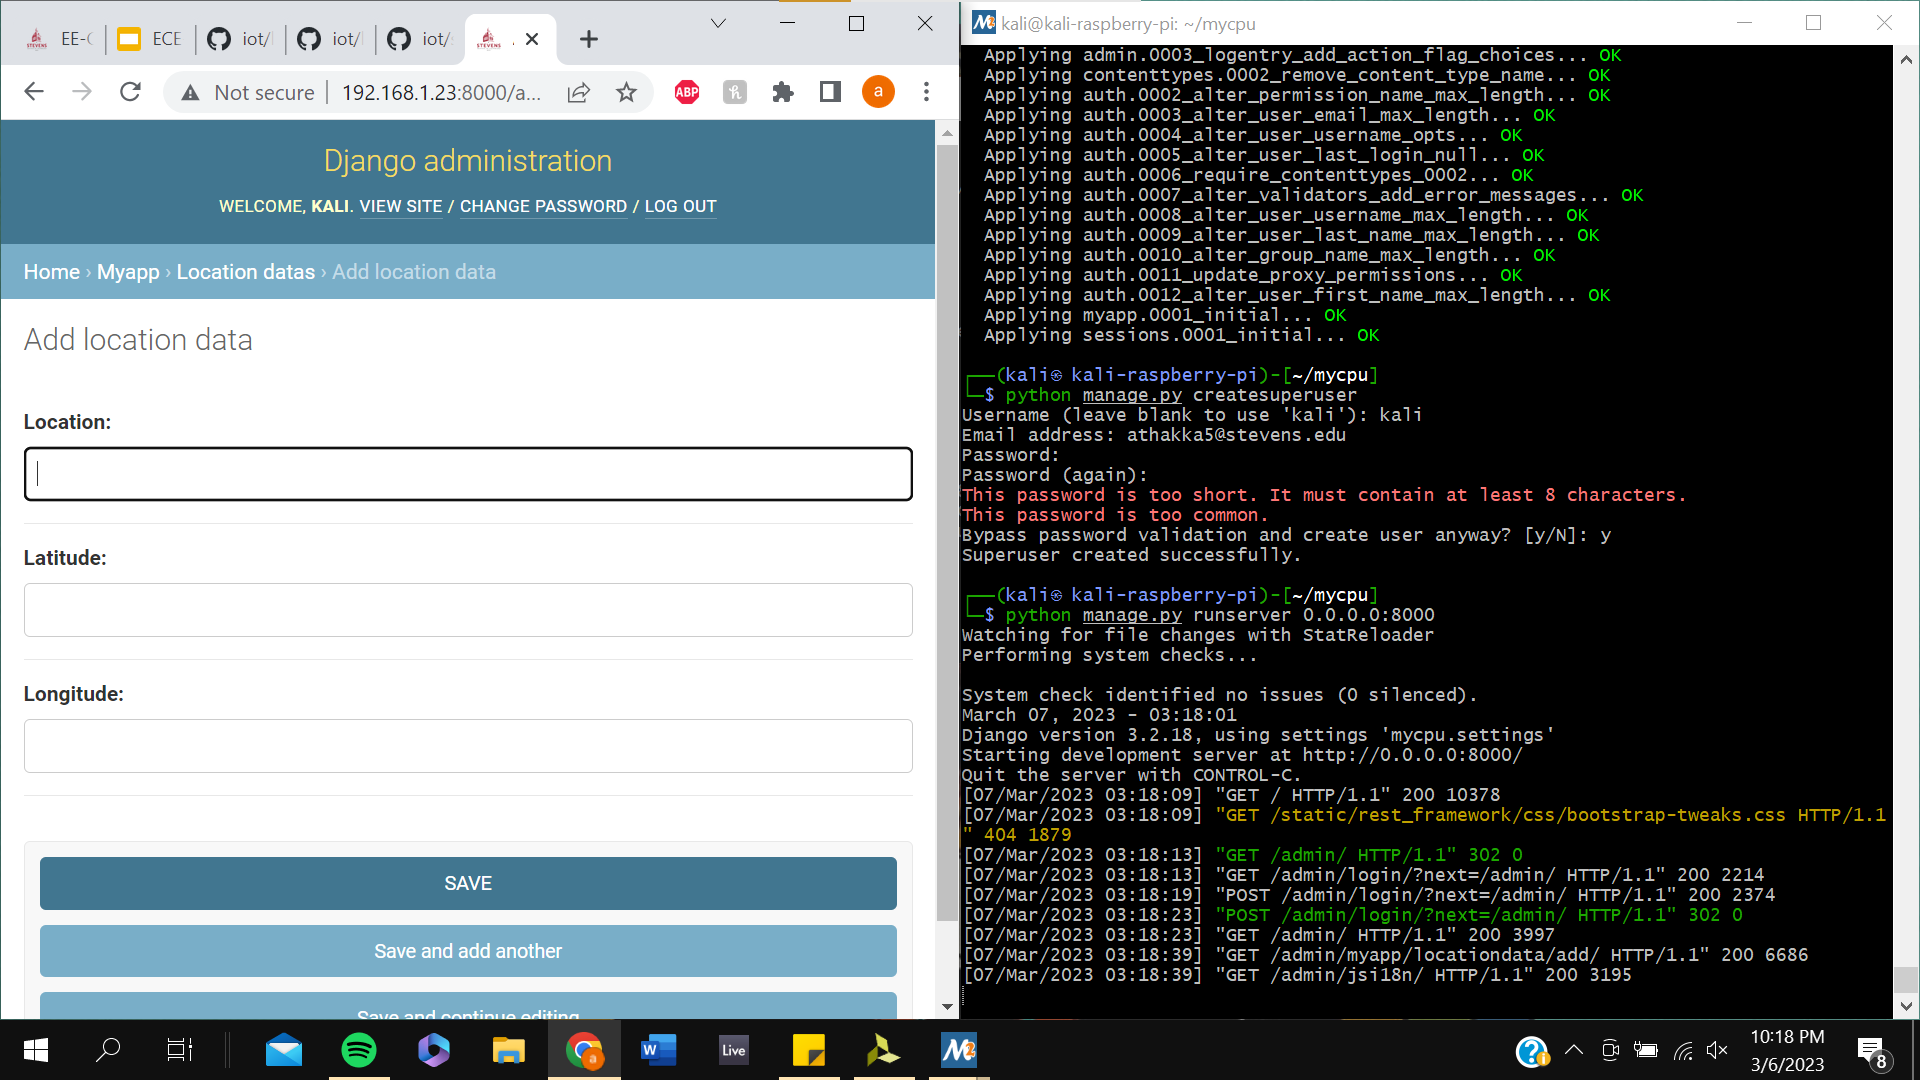 EE-
ECE
iot/
iot/
iot/
Not secure
192.168.1.23:8000/a...
ABP
a
Django administration
WELCOME, KALI. VIEW SITE / CHANGE PASSWORD / LOG OUT
Home › Myapp › Location datas › Add location data
Add location data
Location:
Latitude:
Longitude:
SAVE
Save and add another
Save and continue editing
kali@kali-raspberry-pi: ~/mycpu
Applying admin.0003_logentry_add_action_flag_choices... OK
Applying contenttypes.0002_remove_content_type_name... OK
Applying auth.0002_alter_permission_name_max_length... OK
Applying auth.0003_alter_user_email_max_length... OK
Applying auth.0004_alter_user_username_opts... OK
Applying auth.0005_alter_user_last_login_null... OK
Applying auth.0006_require_contenttypes_0002... OK
Applying auth.0007_alter_validators_add_error_messages... OK
Applying auth.0008_alter_user_username_max_length... OK
Applying auth.0009_alter_user_last_name_max_length... OK
Applying auth.0010_alter_group_name_max_length... OK
Applying auth.0011_update_proxy_permissions... OK
Applying auth.0012_alter_user_first_name_max_length... OK
Applying myapp.0001_initial... OK
Applying sessions.0001_initial... OK
┌──(kali㉿ kali-raspberry-pi)-[~/mycpu]
└─$ python manage.py createsuperuser
Username (leave blank to use 'kali'): kali
Email address: athakka5@stevens.edu
Password:
Password (again):
This password is too short. It must contain at least 8 characters.
This password is too common.
Bypass password validation and create user anyway? [y/N]: y
Superuser created successfully.
┌──(kali㉿ kali-raspberry-pi)-[~/mycpu]
└─$ python manage.py runserver 0.0.0.0:8000
Watching for file changes with StatReloader
Performing system checks...
System check identified no issues (0 silenced).
March 07, 2023 - 03:18:01
Django version 3.2.18, using settings 'mycpu.settings'
Starting development server at http://0.0.0.0:8000/
Quit the server with CONTROL-C.
[07/Mar/2023 03:18:09] "GET / HTTP/1.1" 200 10378
[07/Mar/2023 03:18:09] "GET /static/rest_framework/css/bootstrap-tweaks.css HTTP/1.1
" 404 1879
[07/Mar/2023 03:18:13] "GET /admin/ HTTP/1.1" 302 0
[07/Mar/2023 03:18:13] "GET /admin/login/?next=/admin/ HTTP/1.1" 200 2214
[07/Mar/2023 03:18:19] "POST /admin/login/?next=/admin/ HTTP/1.1" 200 2374
[07/Mar/2023 03:18:23] "POST /admin/login/?next=/admin/ HTTP/1.1" 302 0
[07/Mar/2023 03:18:23] "GET /admin/ HTTP/1.1" 200 3997
[07/Mar/2023 03:18:39] "GET /admin/myapp/locationdata/add/ HTTP/1.1" 200 6686
[07/Mar/2023 03:18:39] "GET /admin/jsi18n/ HTTP/1.1" 200 3195
Live
10:18 PM
3/6/2023
8